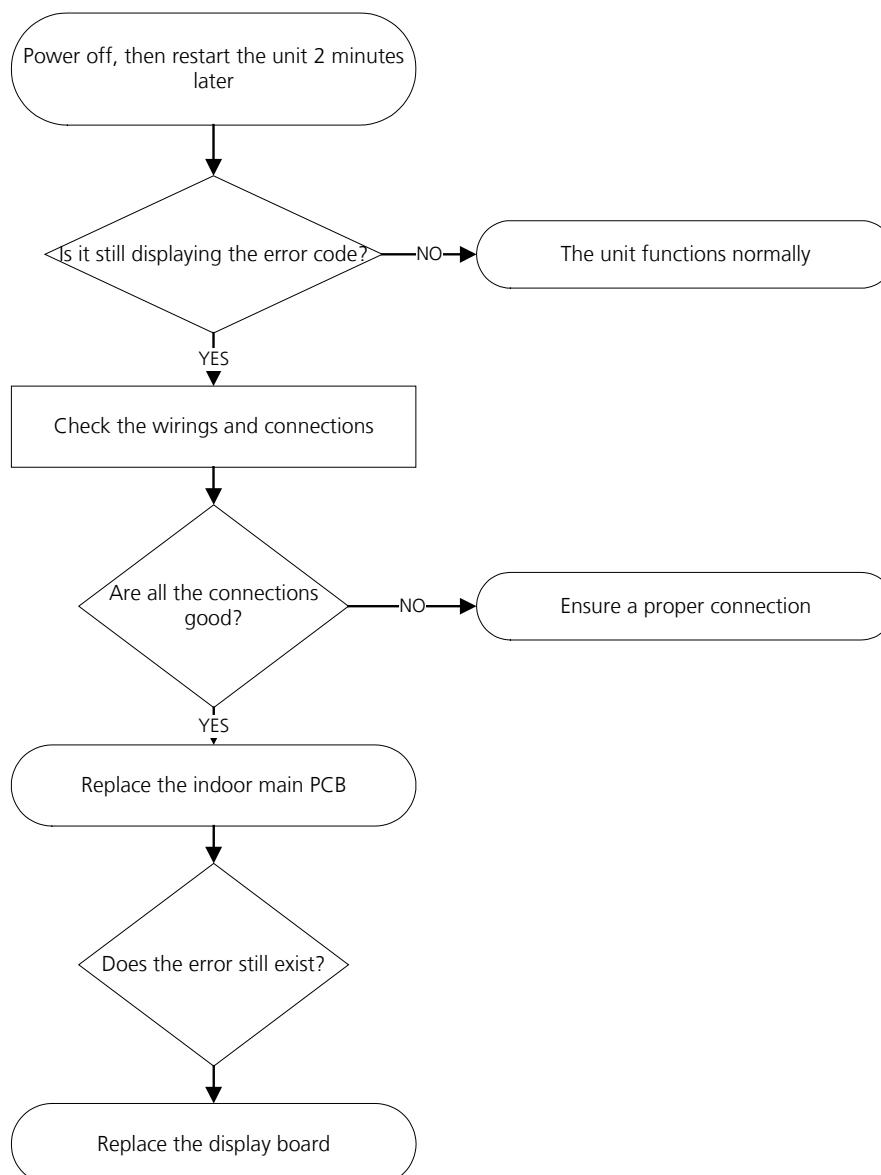 Power off, then restart the unit 2 minutes
later
Is it still displaying the error code?
NO
The unit functions normally
YES
Check the wirings and connections
Are all the connections
good?
NO
Ensure a proper connection
YES
Replace the indoor main PCB
Does the error still exist?
Replace the display board